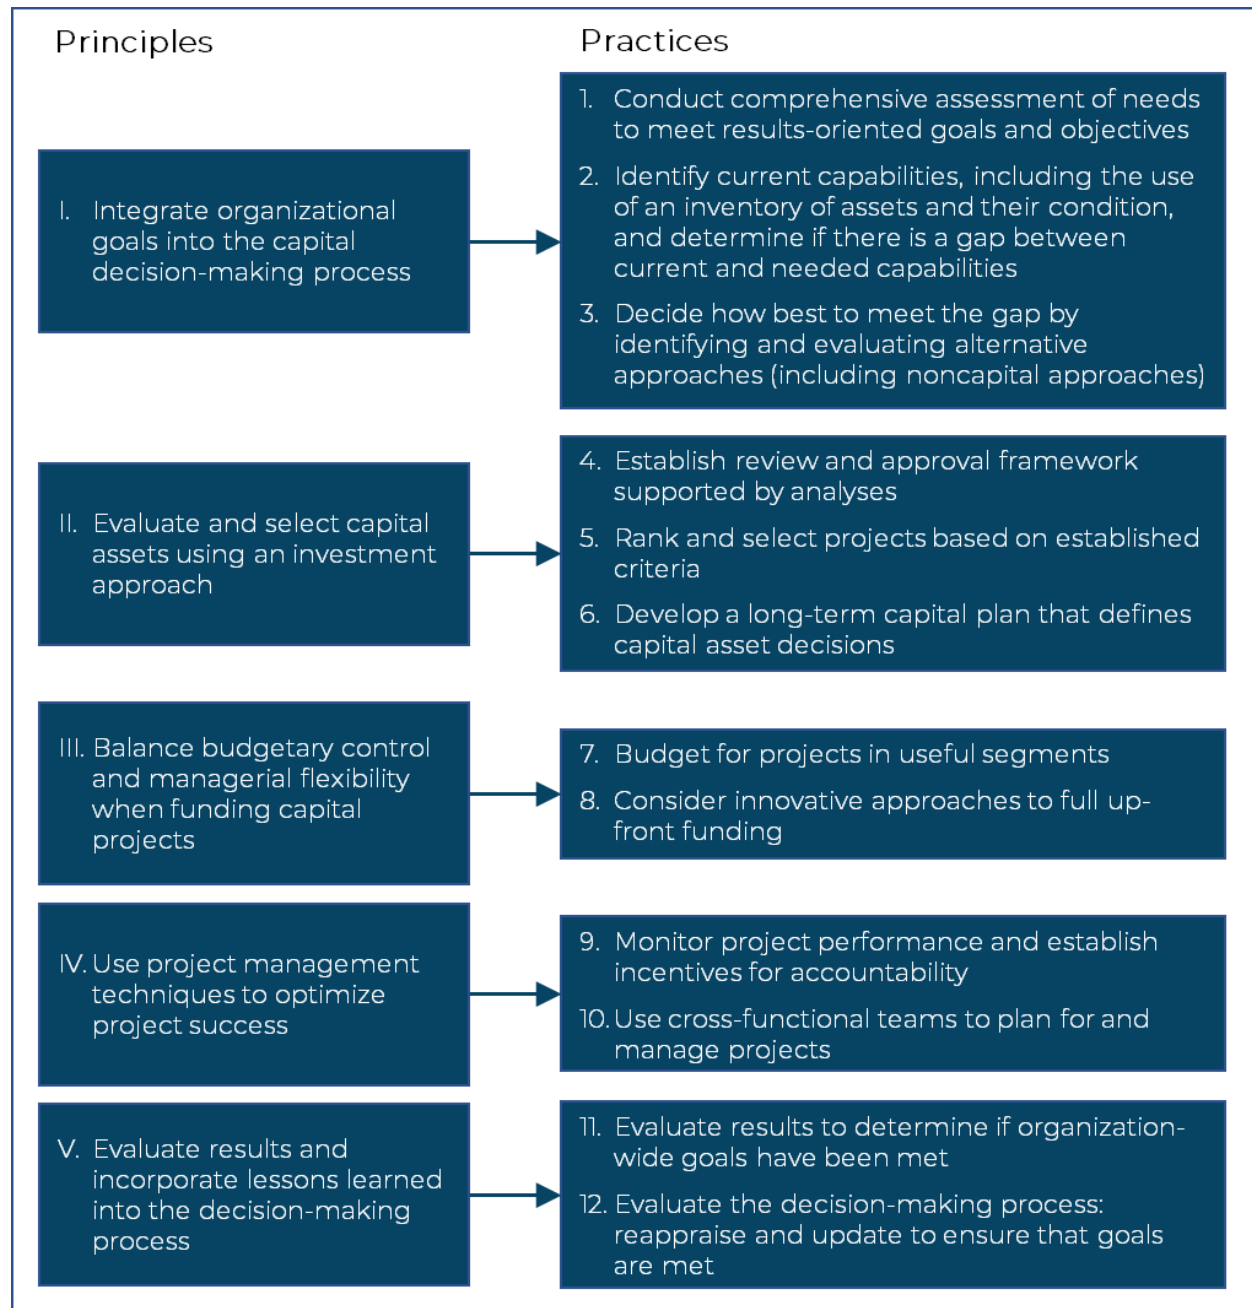 Principles
Practices
I. Integrate organizational
goals into the capital
decision-making process
1. Conduct comprehensive assessment of needs
to meet results-oriented goals and objectives
2. Identify current capabilities, including the use
of an inventory of assets and their condition,
and determine if there is a gap between
current and needed capabilities
3. Decide how best to meet the gap by
identifying and evaluating alternative
approaches (including noncapital approaches)
II. Evaluate and select capital
assets using an investment
approach
4. Establish review and approval framework
supported by analyses
5. Rank and select projects based on established
criteria
6. Develop a long-term capital plan that defines
capital asset decisions
III. Balance budgetary control
and managerial flexibility
when funding capital
projects
7. Budget for projects in useful segments
8. Consider innovative approaches to full up-
front funding
IV. Use project management
techniques to optimize
project success
9. Monitor project performance and establish
incentives for accountability
10. Use cross-functional teams to plan for and
manage projects
V. Evaluate results and
incorporate lessons learned
into the decision-making
process
11. Evaluate results to determine if organization-
wide goals have been met
12. Evaluate the decision-making process:
reappraise and update to ensure that goals
are met